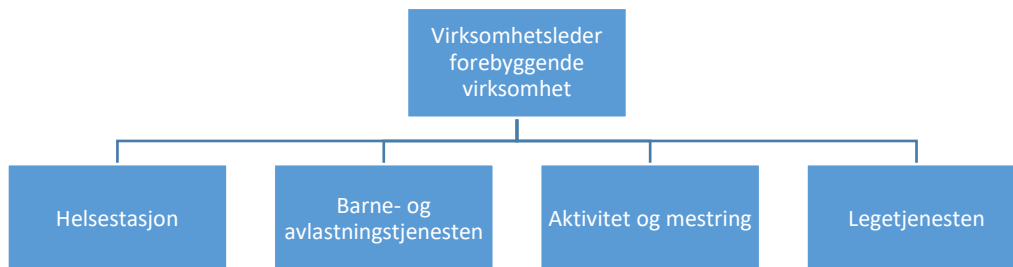 Virksomhetsleder
forebyggende
virksomhet
Helsestasjon
Barne- og
avlastningstjenesten
Aktivitet og mestring
Legetjenesten